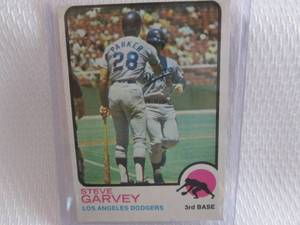 PARKER
28
STEVE
GARVEY
LOS ANGELES DODGERS
3rd BASE